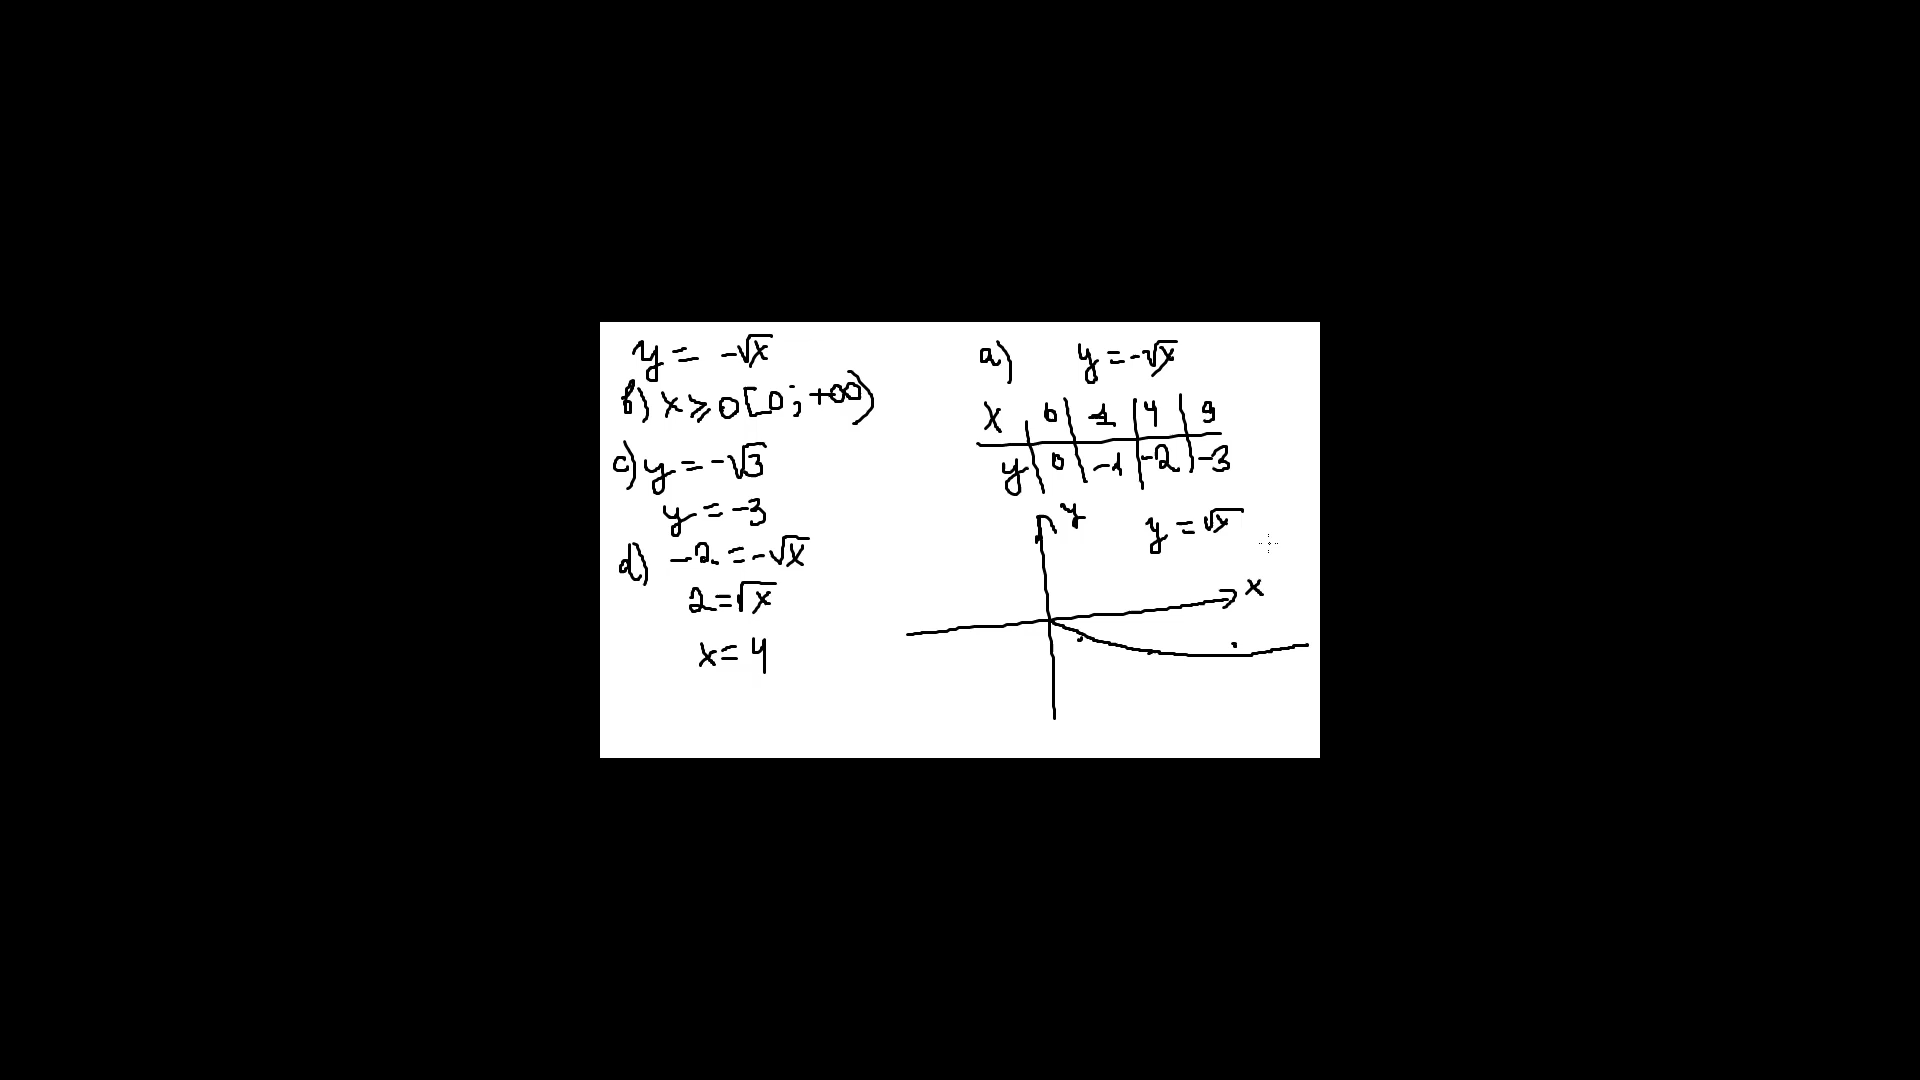 y = -√x
b) x ⩾ 0 [0; +∞)
c) y = -√3
y = -3
d) -2 = -√x
2 = √x
x = 4
a) y = -√x
x 0 1 4 9
y 0 -1 -2 -3
y
y = √x
x